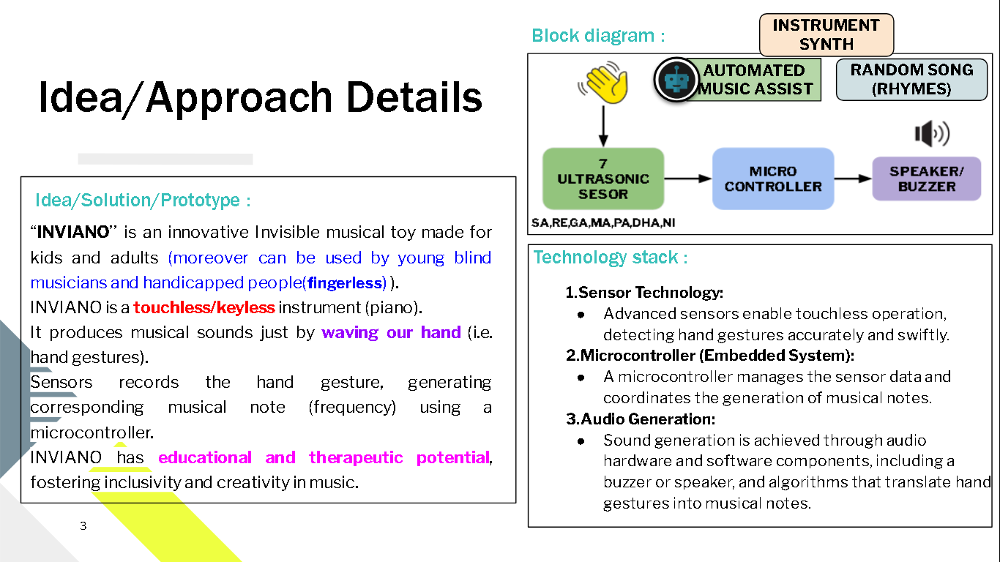 Idea/Approach Details
Idea/Solution/Prototype :
“INVIANO’’ is an innovative Invisible musical toy made for
kids and adults (moreover can be used by young blind
musicians and handicapped people(fingerless) ).
INVIANO is a touchless/keyless instrument (piano).
It produces musical sounds just by waving our hand (i.e.
hand gestures).
Sensors records the hand gesture, generating
corresponding musical note (frequency) using a
microcontroller.
INVIANO has educational and therapeutic potential,
fostering inclusivity and creativity in music.
3
Block diagram :
INSTRUMENT
SYNTH
AUTOMATED
MUSIC ASSIST
RANDOM SONG
(RHYMES)
7
ULTRASONIC
SESOR
MICRO
CONTROLLER
SPEAKER/
BUZZER
SA,RE,GA,MA,PA,DHA,NI
Technology stack :
1.Sensor Technology:
● Advanced sensors enable touchless operation,
detecting hand gestures accurately and swiftly.
2.Microcontroller (Embedded System):
● A microcontroller manages the sensor data and
coordinates the generation of musical notes.
3.Audio Generation:
● Sound generation is achieved through audio
hardware and software components, including a
buzzer or speaker, and algorithms that translate hand
gestures into musical notes.